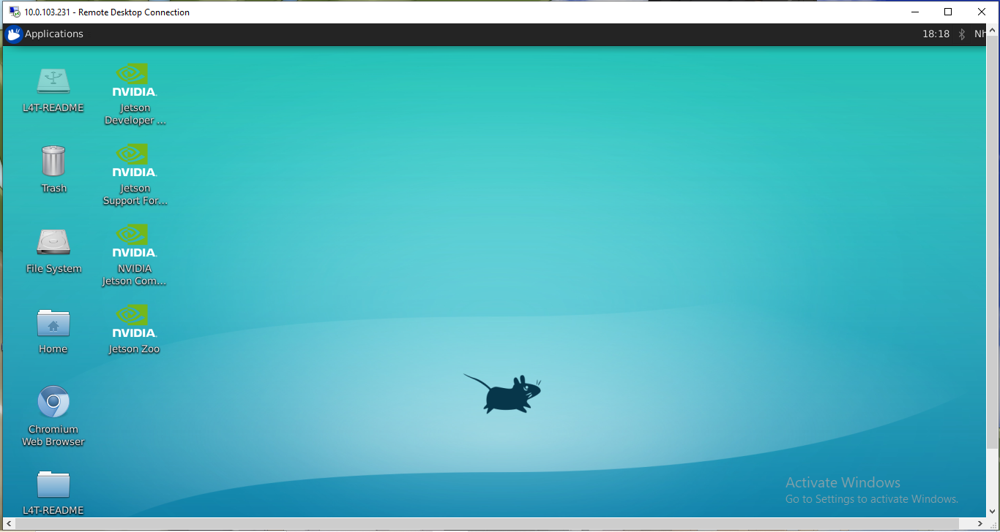 10.0.103.231 - Remote Desktop Connection
Applications
18:18
Nh
L4T-README
NVIDIA.
Jetson
Developer ...
Trash
NVIDIA.
Jetson
Support For...
File System
NVIDIA.
NVIDIA
Jetson Com...
Home
NVIDIA.
Jetson Zoo
Chromium
Web Browser
L4T-README
Activate Windows
Go to Settings to activate Windows.